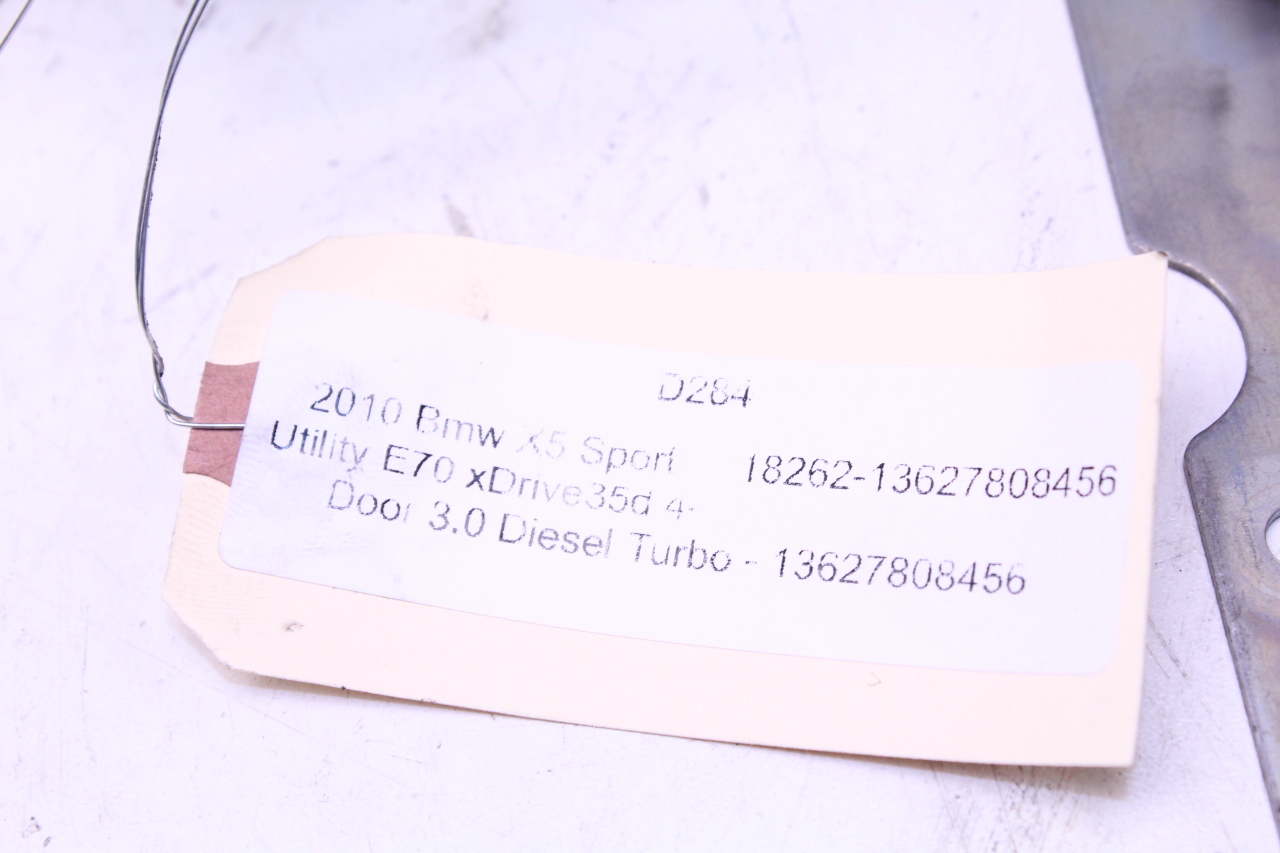 D284
2010 Bmw X5 Sport
Utility E70 xDrive35d 4-
Door 3.0 Diesel Turbo - 13627808456
18262-13627808456